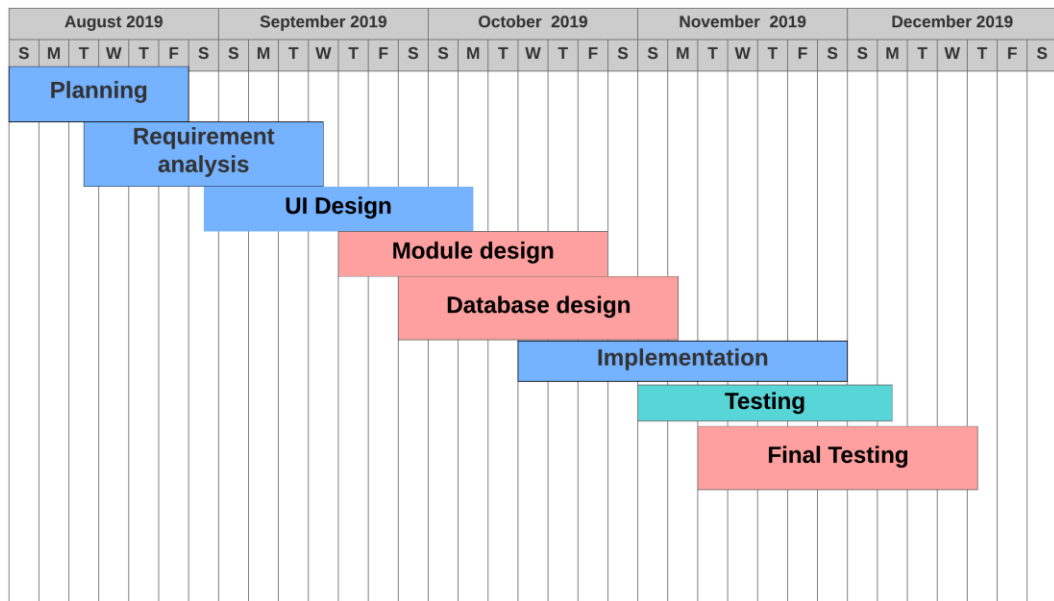 August 2019 September 2019 October  2019 November  2019 December 2019
S M T W T F S S M T W T F S S M T W T F S S M T W T F S S M T W T F S
Planning
Requirement
analysis
UI Design
Module design
Database design
Implementation
Testing
Final Testing